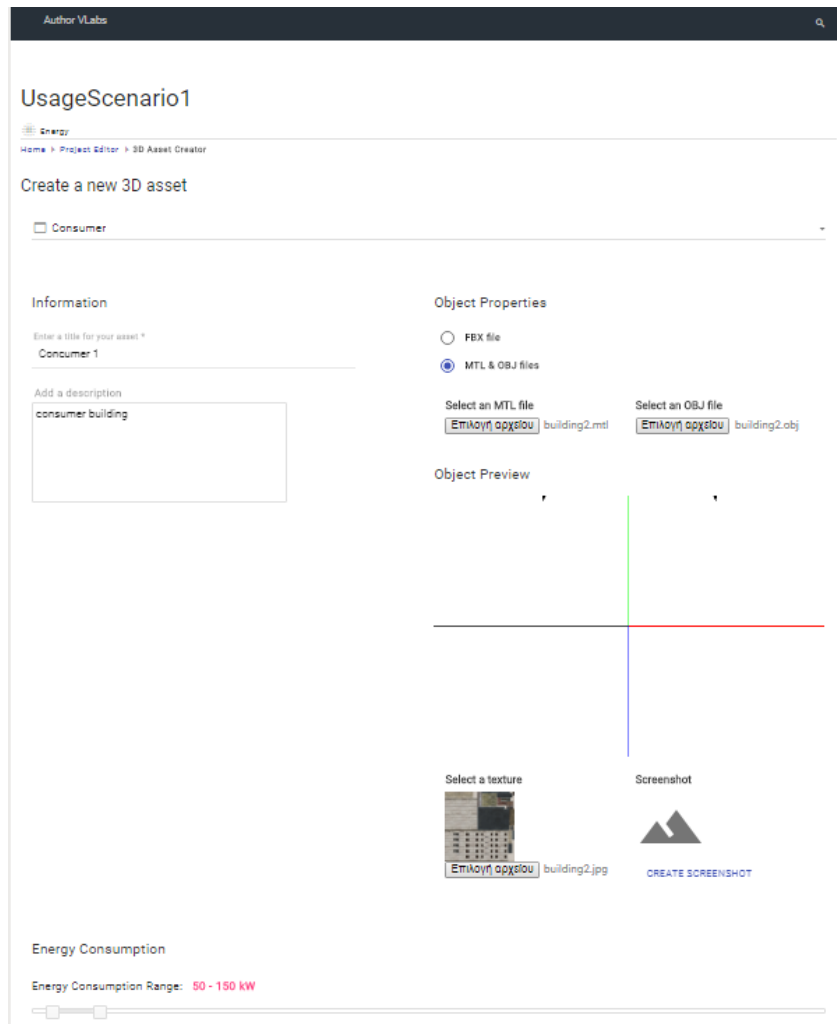 Author VLabs
UsageScenario1
Energy
Home Project Editor 3D Asset Creator
Create a new 3D asset
Consumer
Information
Enter a title for your asset *
Concumer 1
Add a description
consumer building
Object Properties
FBX file
MTL & OBJ files
Select an MTL file
Επιλογή αρχείου building2.mtl
Select an OBJ file
Επιλογή αρχείου building2.obj
Object Preview
Select a texture
Επιλογή αρχείου building2.jpg
Screenshot
CREATE SCREENSHOT
Energy Consumption
Energy Consumption Range: 50 - 150 kW